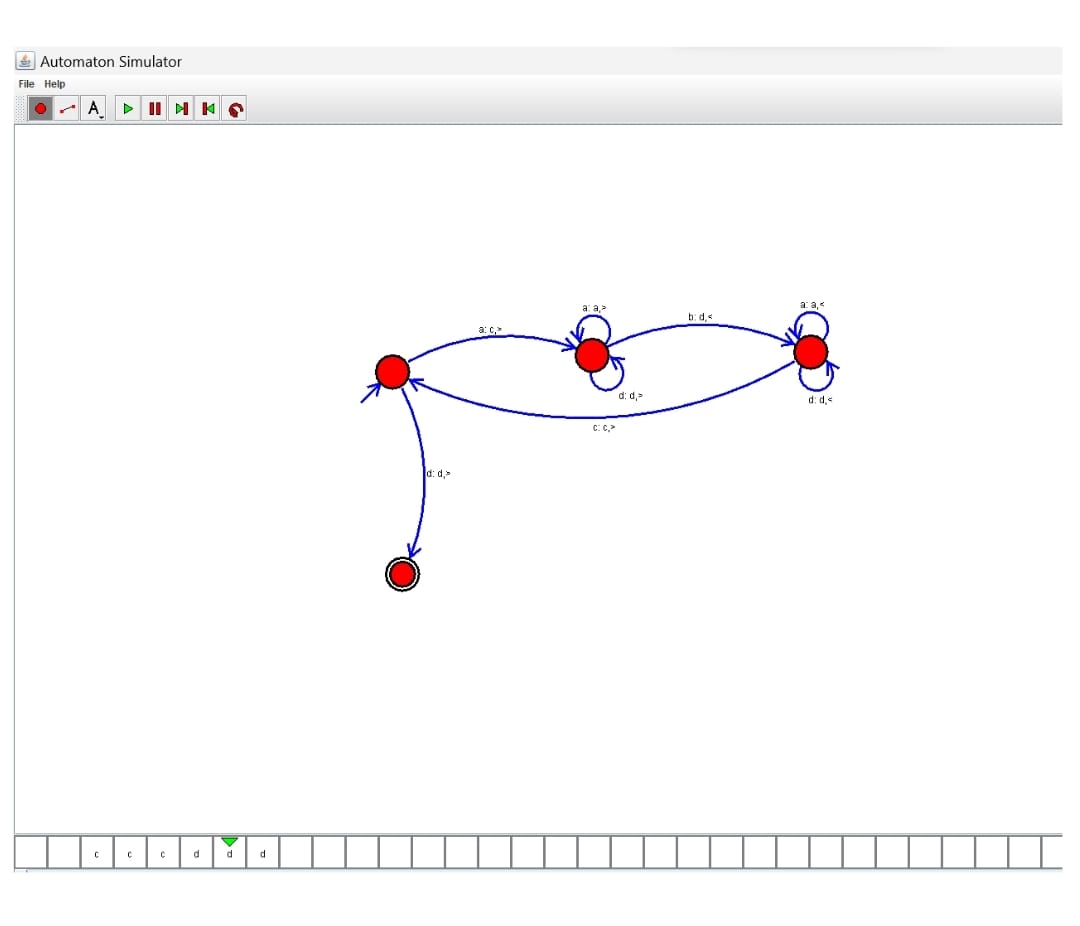 Automaton Simulator
File Help
A
a: a,>
a: a,<
b: d,<
a: c,>
d: d,>
d: d,<
c: c,>
d: d,>
c c c d d d